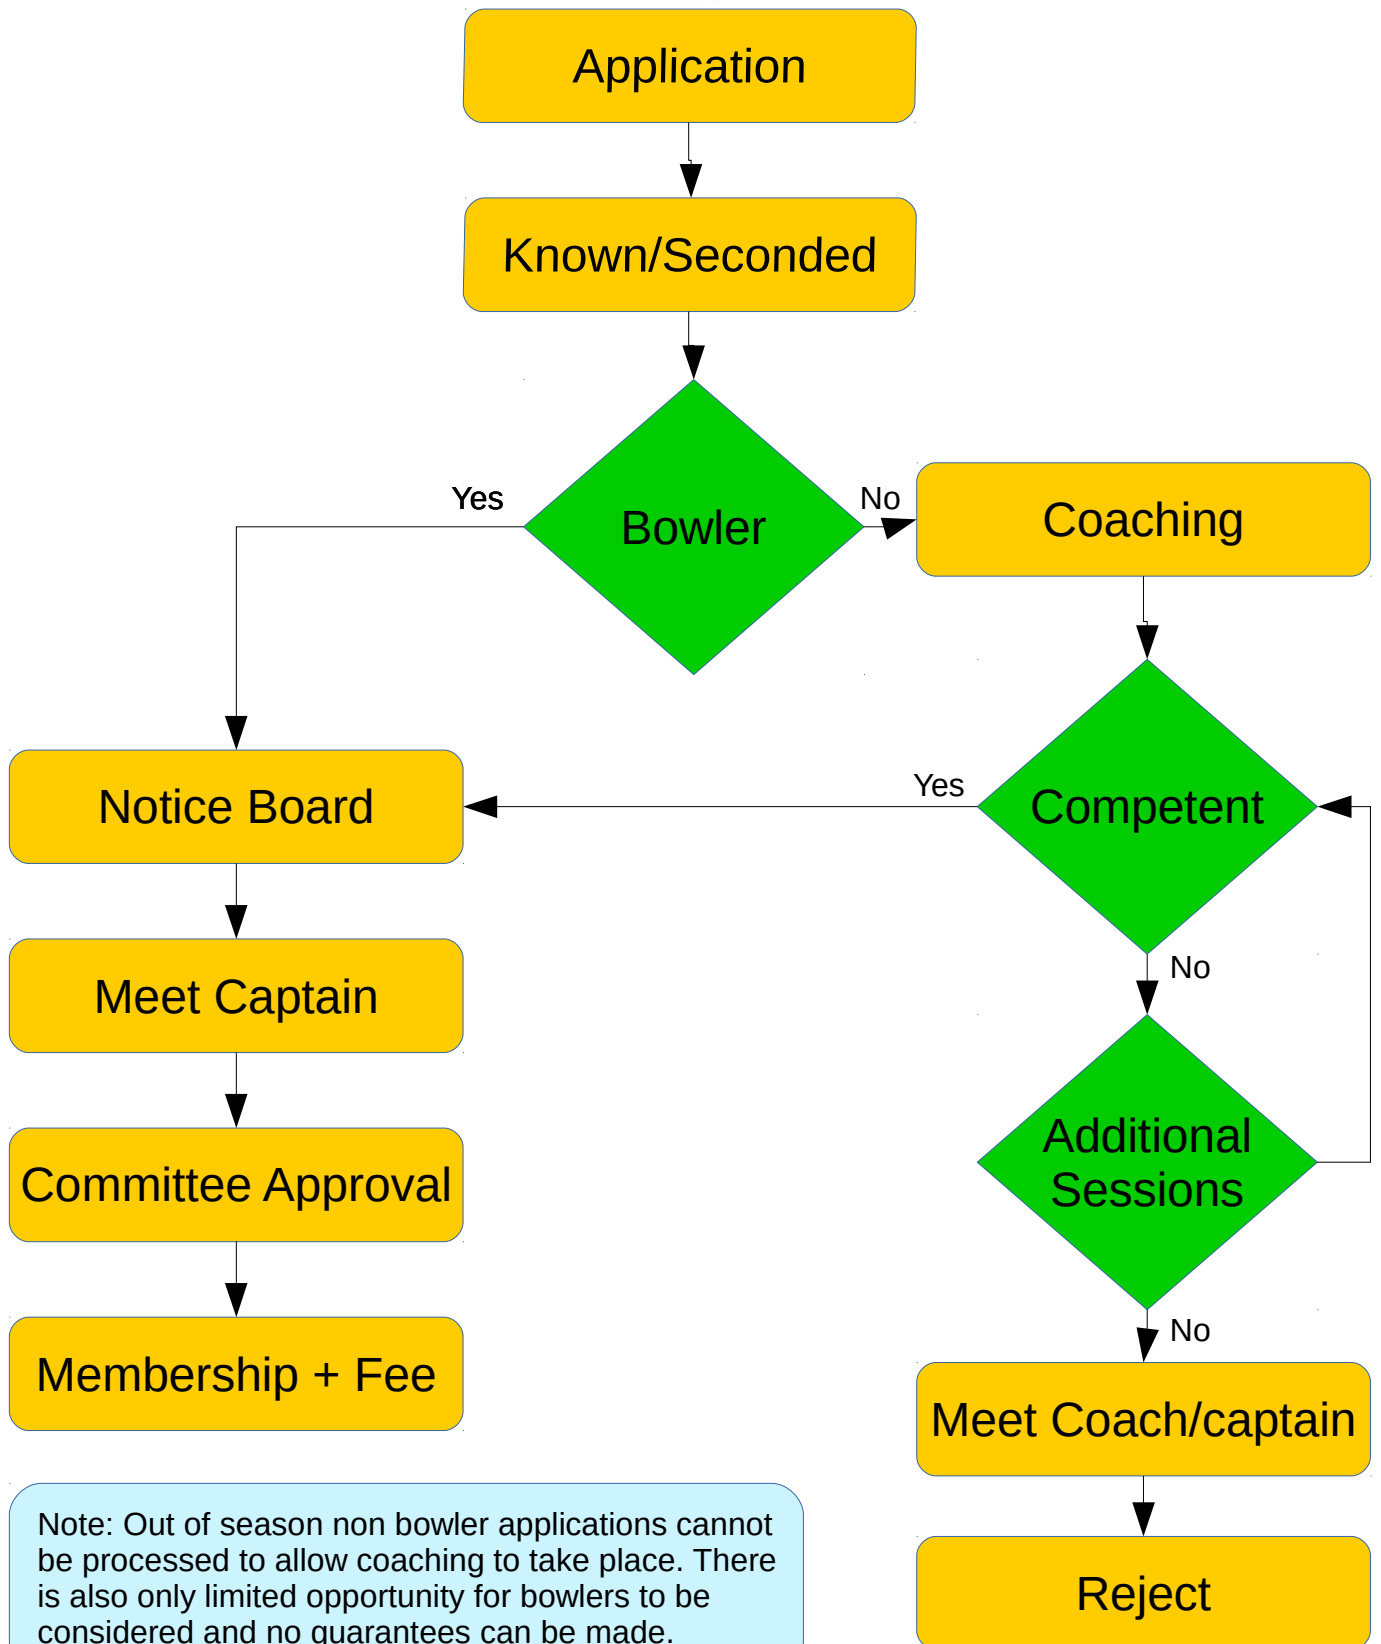 Application
Known/Seconded
Yes
Bowler
No
Coaching
Notice Board
Yes
Competent
Meet Captain
No
Committee Approval
Additional
Sessions
Membership + Fee
No
Meet Coach/captain
Note: Out of season non bowler applications cannot
be processed to allow coaching to take place. There
is also only limited opportunity for bowlers to be
considered and no guarantees can be made.
Reject